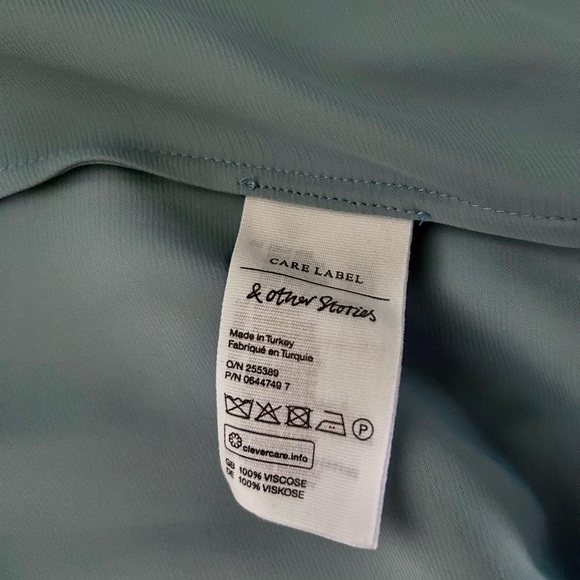 CARE LABEL
& other Stories
Made in Turkey
Fabriqué en Turquie
O/N 255389
P/N 0644749 7
P
clevercare.info
GB 100% VISCOSE
DE 100% VISKOSE